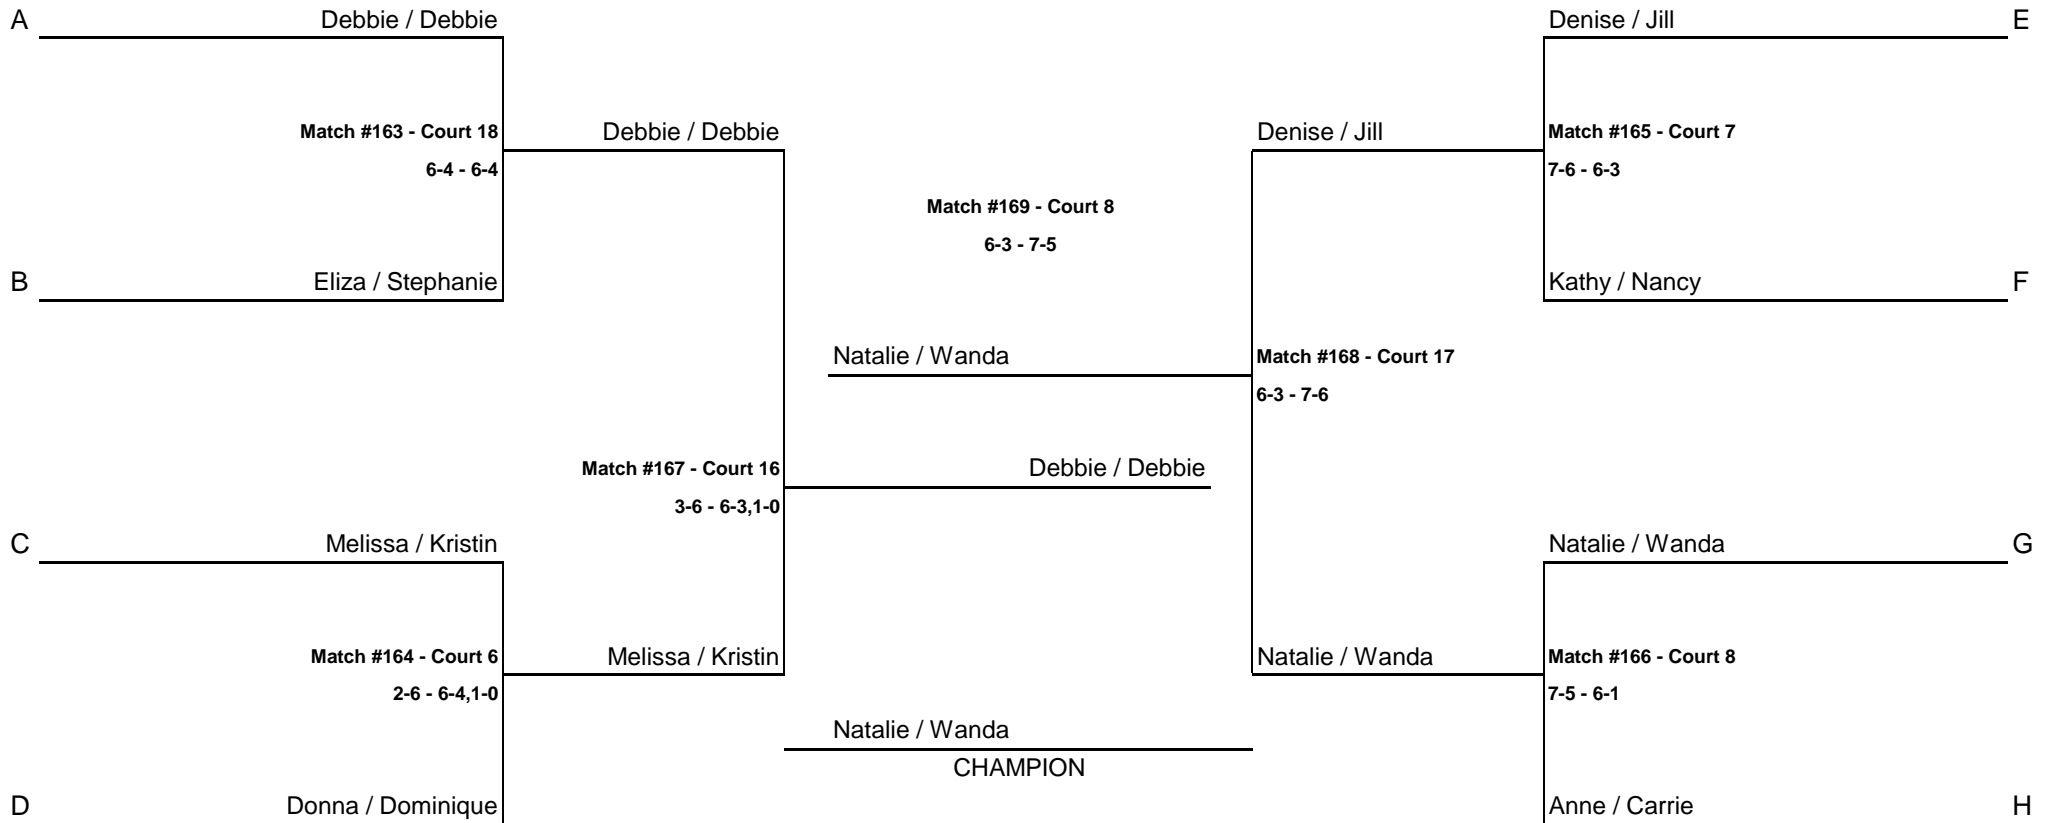 A
Debbie / Debbie
Denise / Jill
E
Match #163 - Court 18
Debbie / Debbie
Denise / Jill
Match #165 - Court 7
6-4 - 6-4
7-6 - 6-3
Match #169 - Court 8
6-3 - 7-5
B
Eliza / Stephanie
Kathy / Nancy
F
Natalie / Wanda
Match #168 - Court 17
6-3 - 7-6
Match #167 - Court 16
Debbie / Debbie
3-6 - 6-3,1-0
C
Melissa / Kristin
Natalie / Wanda
G
Match #164 - Court 6
Melissa / Kristin
Natalie / Wanda
Match #166 - Court 8
2-6 - 6-4,1-0
7-5 - 6-1
Natalie / Wanda
CHAMPION
D
Donna / Dominique
Anne / Carrie
H